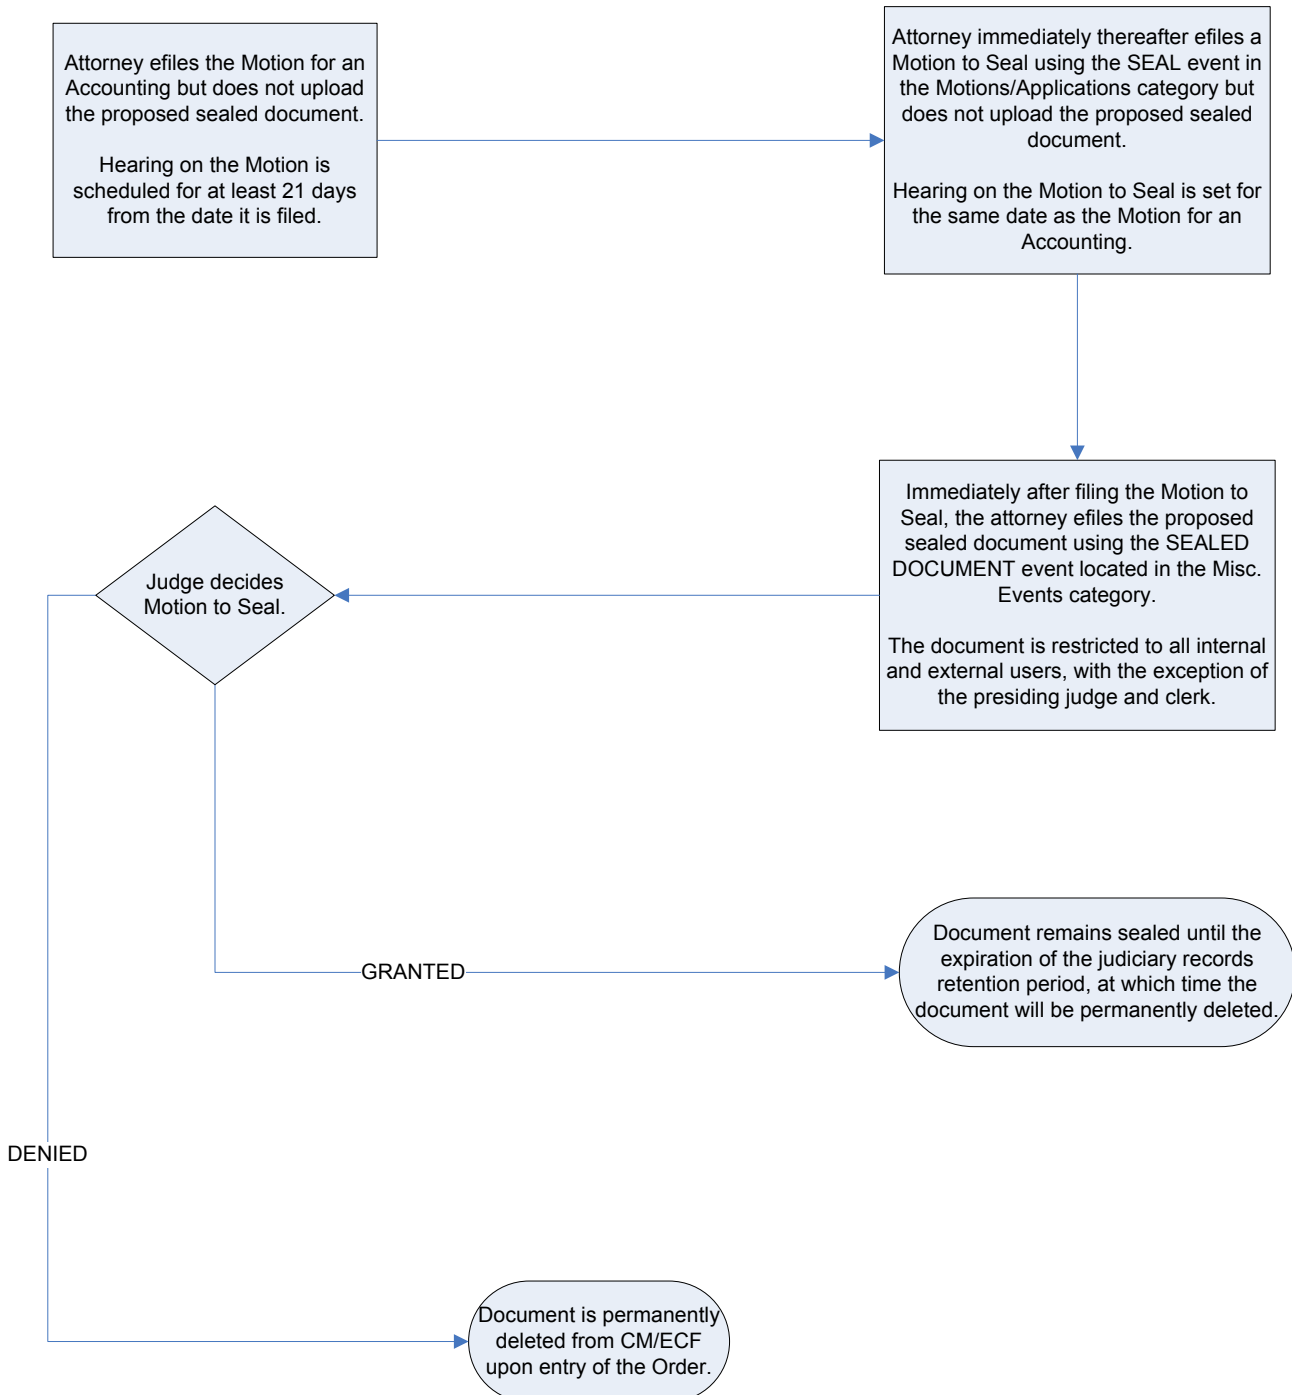 Attorney efiles the Motion for an
Accounting but does not upload
the proposed sealed document.
Hearing on the Motion is
scheduled for at least 21 days
from the date it is filed.
Attorney immediately thereafter efiles a
Motion to Seal using the SEAL event in
the Motions/Applications category but
does not upload the proposed sealed
document.
Hearing on the Motion to Seal is set for
the same date as the Motion for an
Accounting.
Immediately after filing the Motion to
Seal, the attorney efiles the proposed
sealed document using the SEALED
DOCUMENT event located in the Misc.
Events category.
The document is restricted to all internal
and external users, with the exception of
the presiding judge and clerk.
Judge decides
Motion to Seal.
GRANTED
Document remains sealed until the
expiration of the judiciary records
retention period, at which time the
document will be permanently deleted.
DENIED
Document is permanently
deleted from CM/ECF
upon entry of the Order.